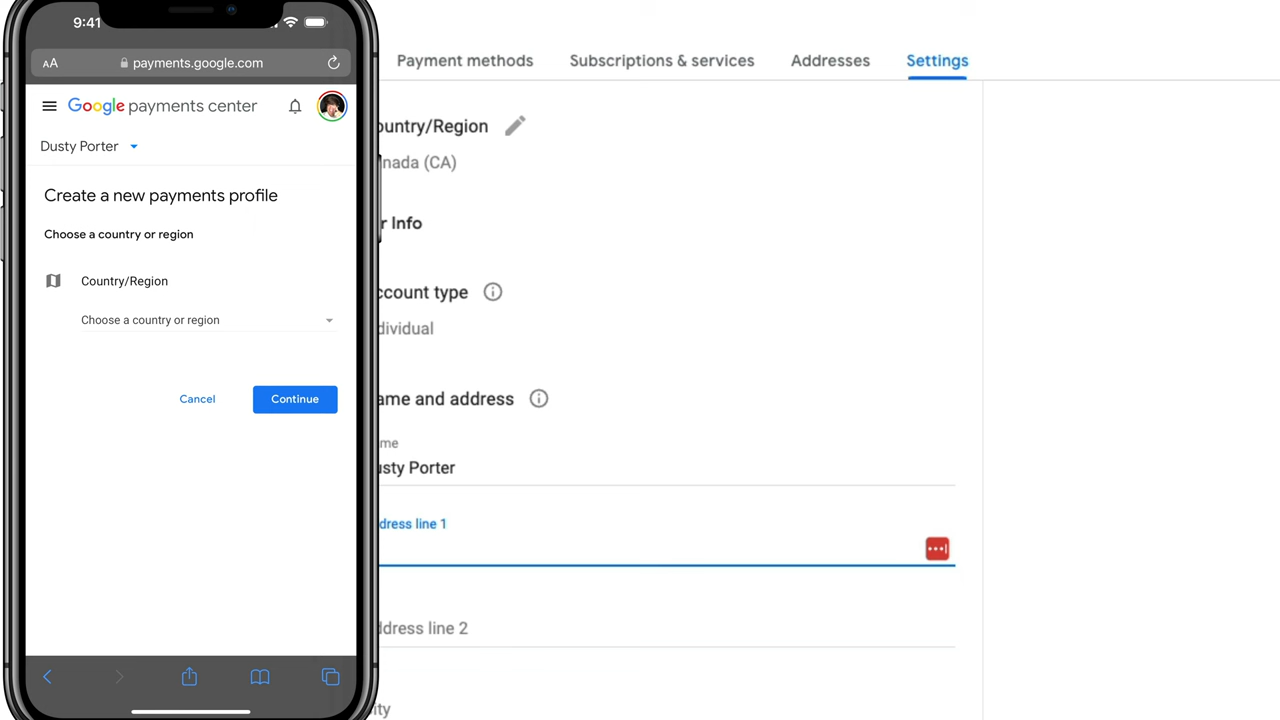 9:41
AA payments.google.com
Google payments center
Dusty Porter
Create a new payments profile
Choose a country or region
Country/Region
Choose a country or region
Cancel Continue
Payment methods Subscriptions & services Addresses Settings
ountry/Region
nada (CA)
r Info
ccount type
dividual
ame and address
me
usty Porter
dress line 1
ddress line 2
ity